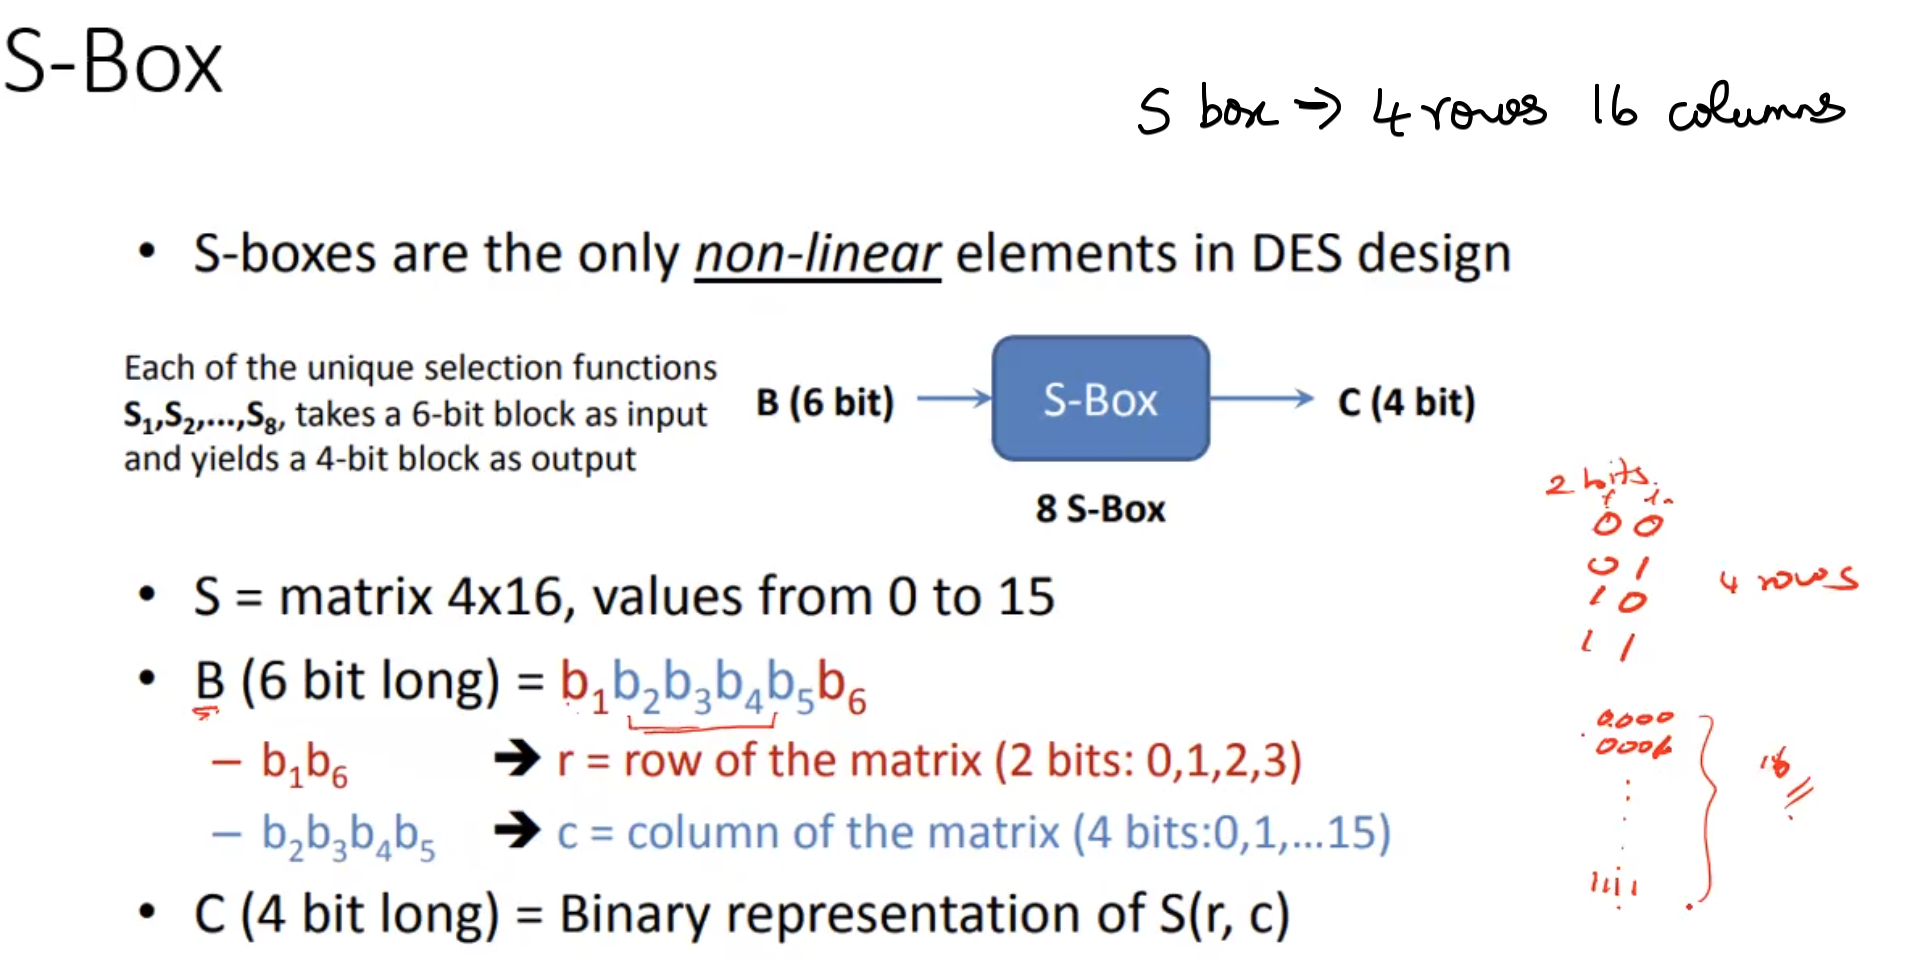 S-Box
S box → 4 rows 16 columns
• S-boxes are the only non-linear elements in DES design
Each of the unique selection functions
S₁,S₂,...,S₈, takes a 6-bit block as input
and yields a 4-bit block as output
B (6 bit)
S-Box
C (4 bit)
8 S-Box
2 bits.
0 0
0 1
1 0
1 1
4 rows
• S = matrix 4x16, values from 0 to 15
• B (6 bit long) = b₁b₂b₃b₄b₅b₆
– b₁b₆ ➔ r = row of the matrix (2 bits: 0,1,2,3)
– b₂b₃b₄b₅ ➔ c = column of the matrix (4 bits:0,1,...15)
• C (4 bit long) = Binary representation of S(r, c)
0000
0001
⋮
1111
16